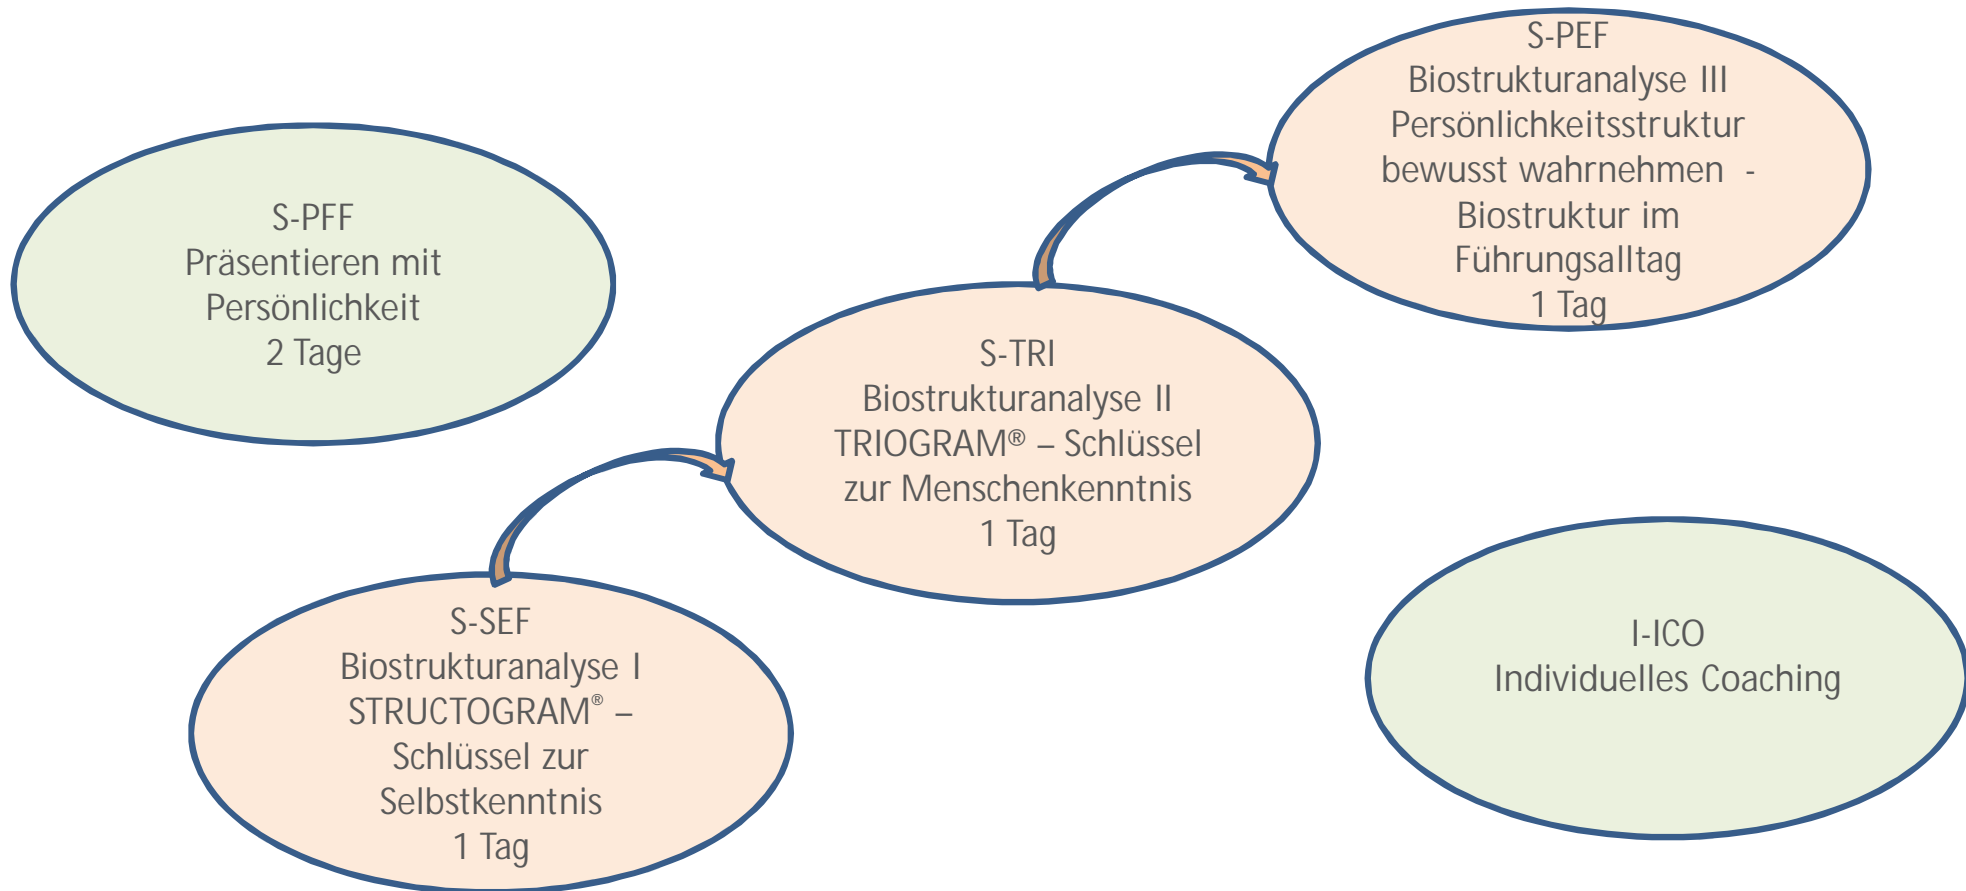 S-PEF
Biostrukturanalyse III
Persönlichkeitsstruktur
bewusst wahrnehmen -
Biostruktur im
Führungsalltag
1 Tag
S-PFF
Präsentieren mit
Persönlichkeit
2 Tage
S-TRI
Biostrukturanalyse II
TRIOGRAM® – Schlüssel
zur Menschenkenntnis
1 Tag
S-SEF
Biostrukturanalyse I
STRUCTOGRAM® –
Schlüssel zur
Selbstkenntnis
1 Tag
I-ICO
Individuelles Coaching